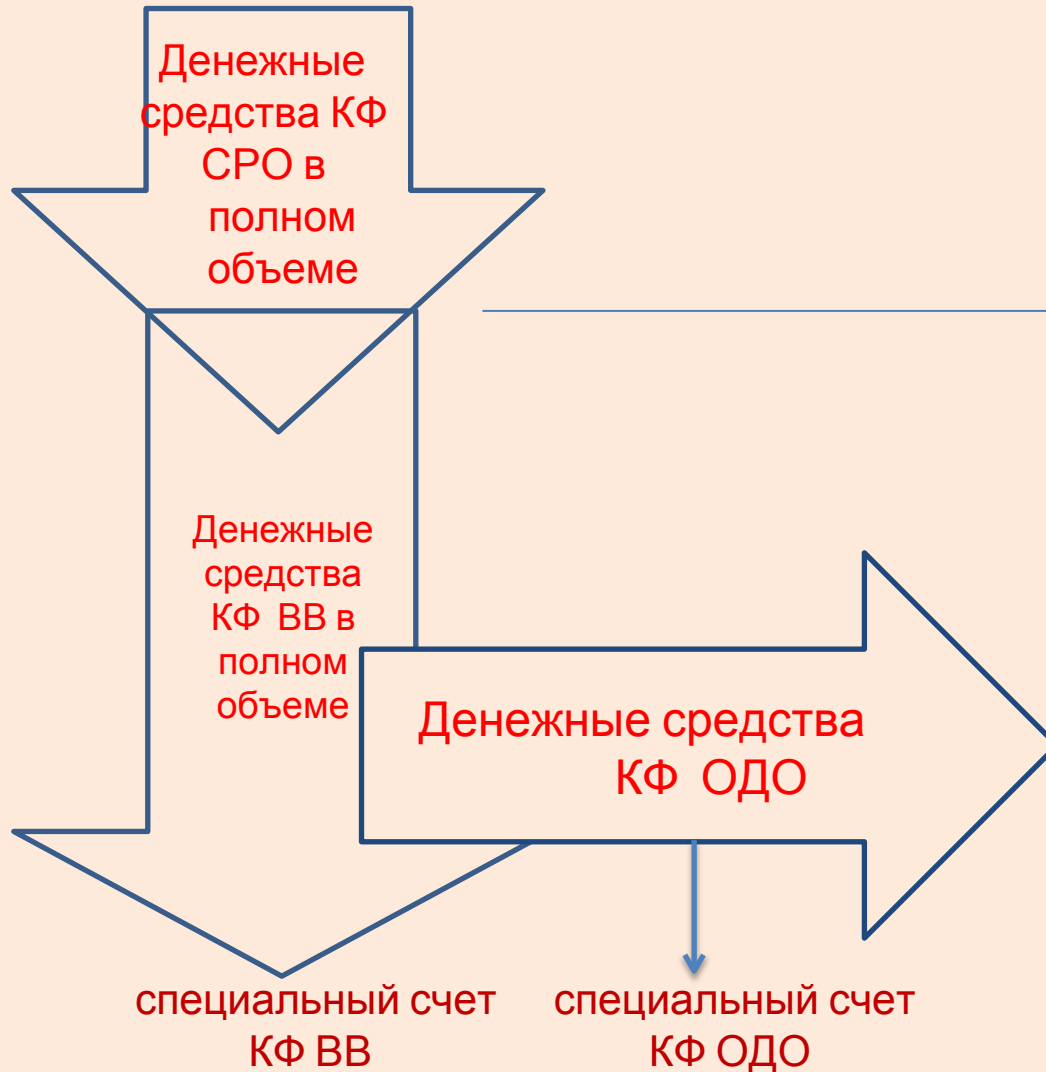 Денежные
средства КФ
СРО в
полном
объеме
Денежные
средства
КФ ВВ в
полном
объеме
Денежные средства
КФ ОДО
специальный счет
КФ ВВ
специальный счет
КФ ОДО